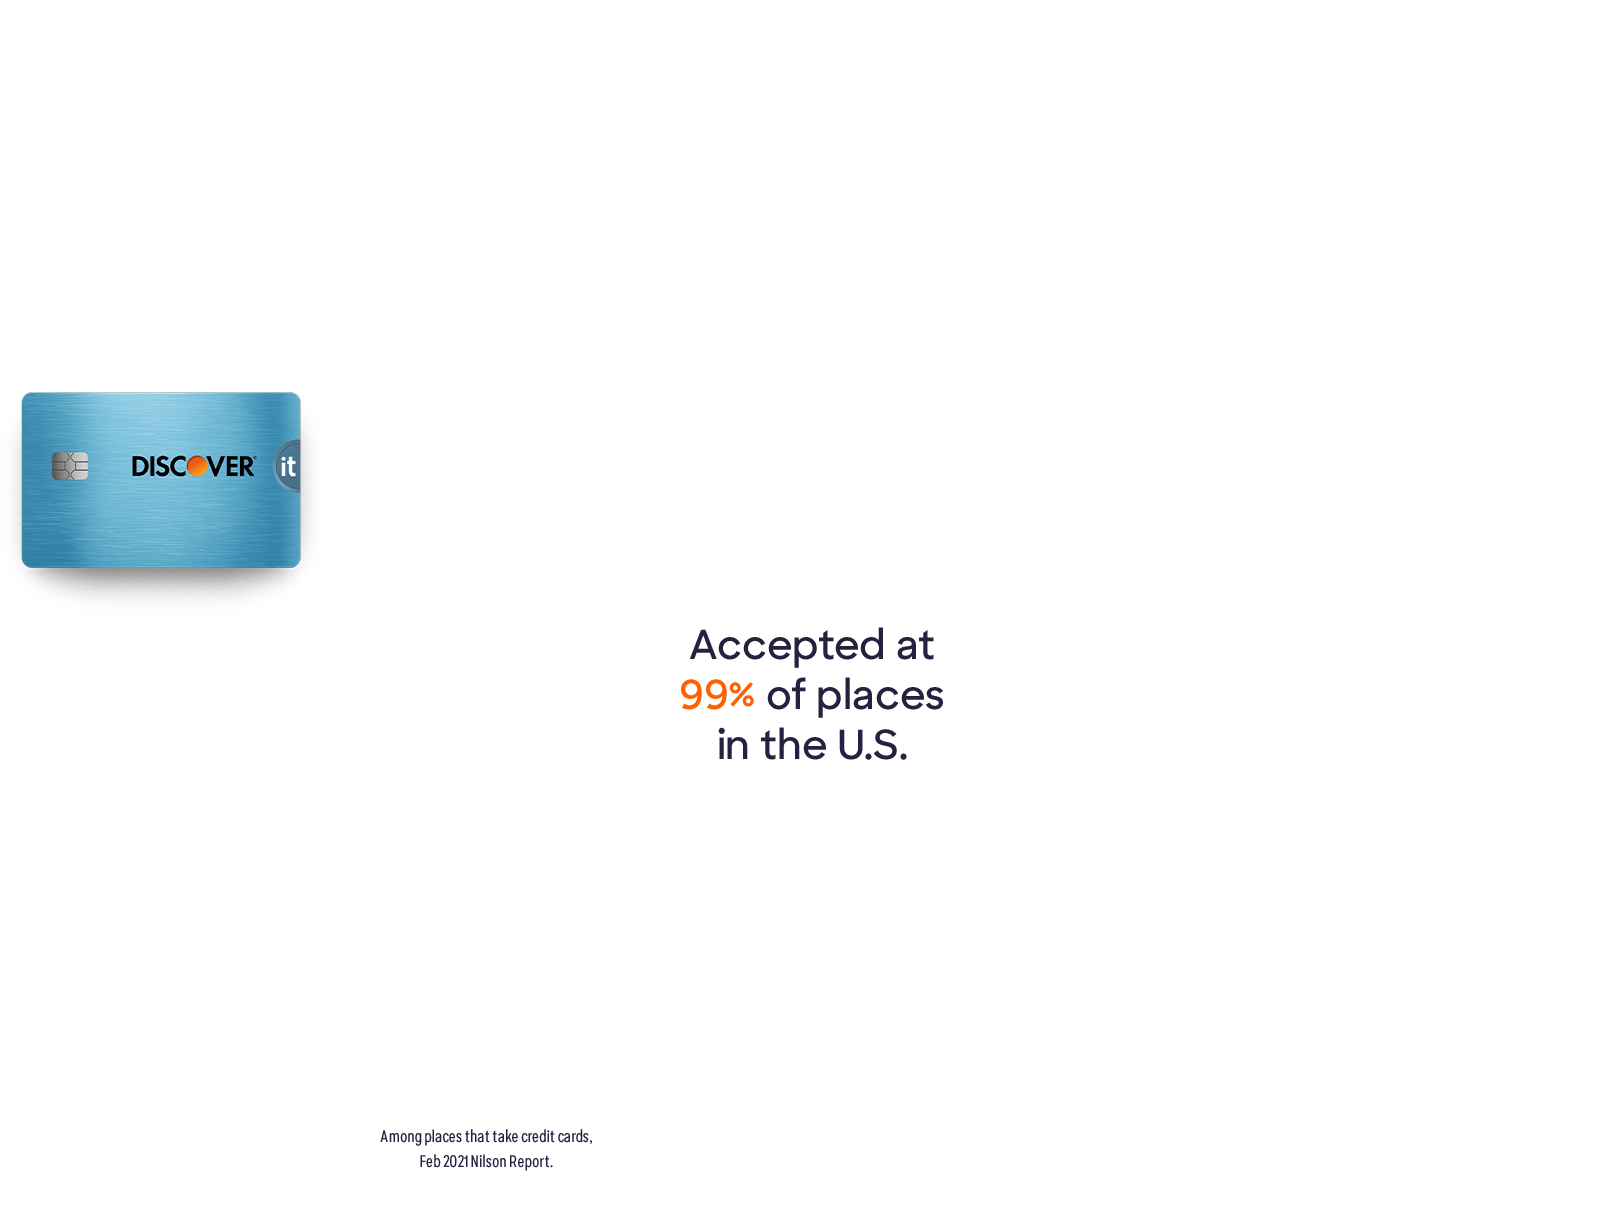 DISCOVER®
it
Accepted at
99% of places
in the U.S.
Among places that take credit cards,
Feb 2021 Nilson Report.